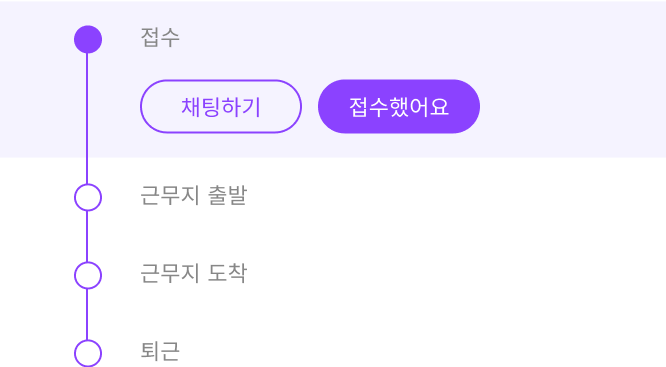 접수
채팅하기 접수했어요
근무지 출발
근무지 도착
퇴근